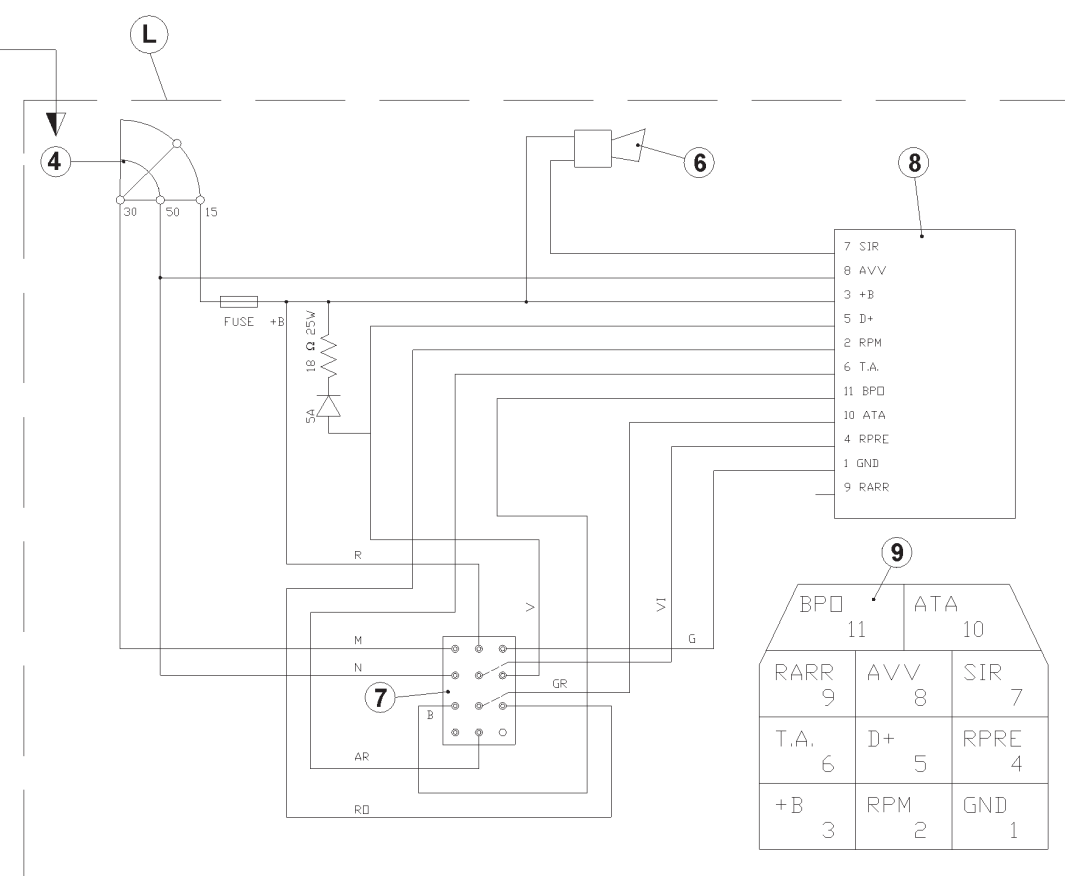 L
4
6
8
30 50 15
7 SIR
8 AVV
3 +B
5 D+
2 RPM
6 T.A.
11 BPO
10 ATA
4 RPRE
1 GND
9 RARR
FUSE +B
18 Ω 25W
5A
R
V
VI
M
G
N
GR
7
B
AR
RO
9
BPO ATA
11 10
RARR AVV SIR
9 8 7
T.A. D+ RPRE
6 5 4
+B RPM GND
3 2 1